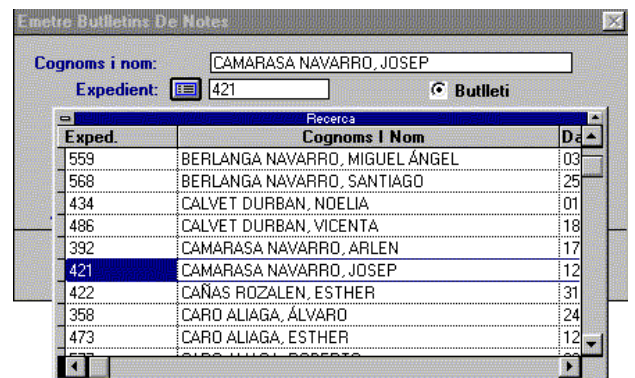 Emetre Butlletins De Notes
Cognoms i nom: CAMARASA NAVARRO, JOSEP
Expedient: 421 Butlleti
Recerca
Exped. Cognoms I Nom Da
559 BERLANGA NAVARRO, MIGUEL ÁNGEL 03
568 BERLANGA NAVARRO, SANTIAGO 25
434 CALVET DURBAN, NOELIA 01
486 CALVET DURBAN, VICENTA 18
392 CAMARASA NAVARRO, ARLEN 17
421 CAMARASA NAVARRO, JOSEP 12
422 CAÑAS ROZALEN, ESTHER 31
358 CARO ALIAGA, ÁLVARO 24
473 CARO ALIAGA, ESTHER 12